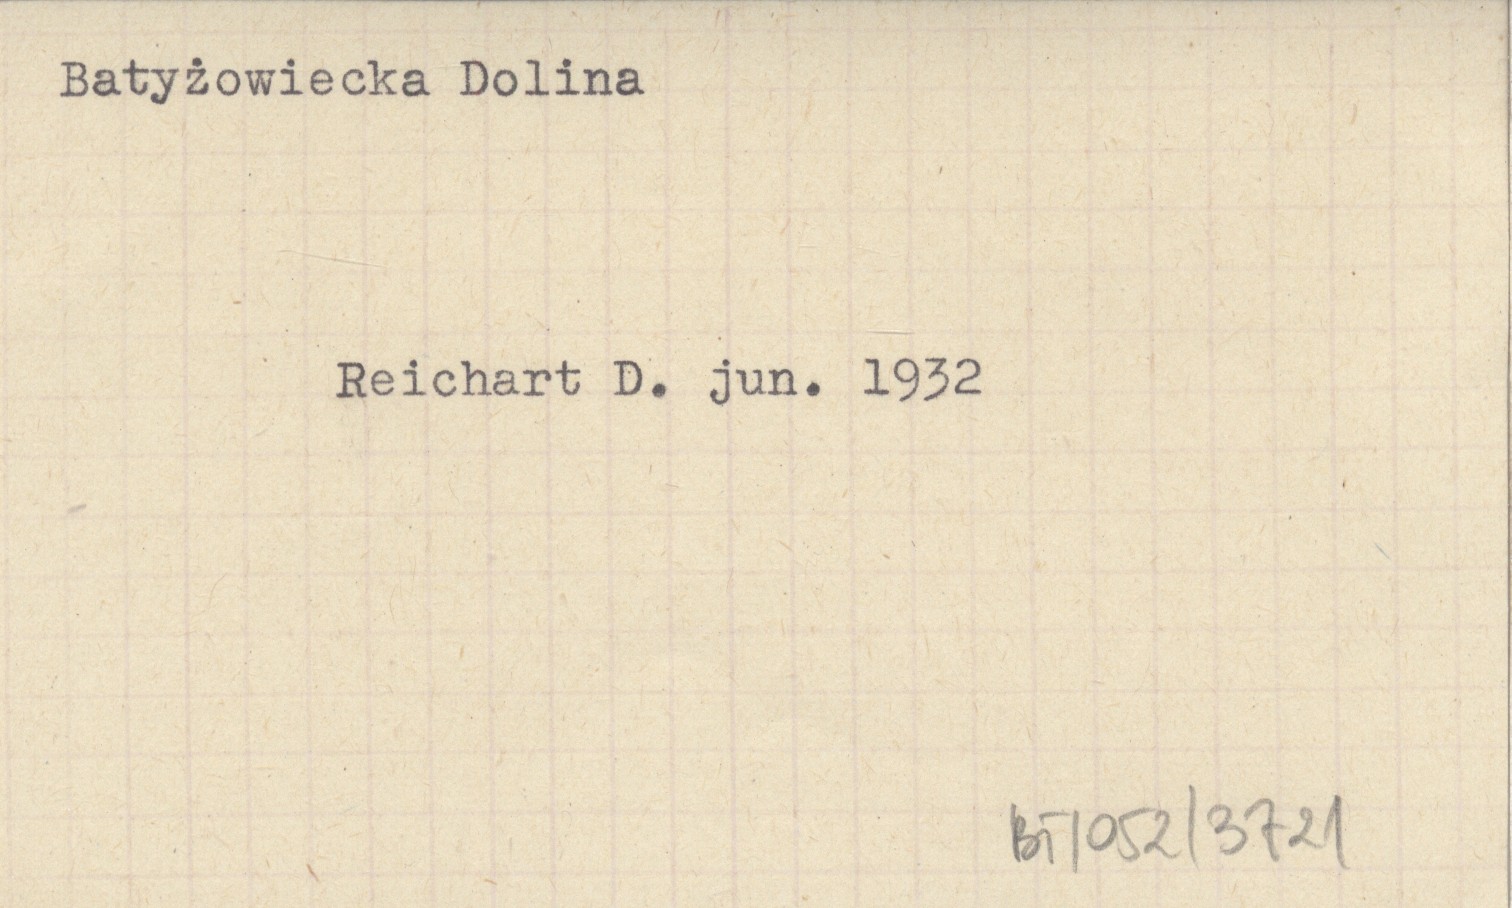 Batyżowiecka Dolina
Reichart D. jun. 1932
BT/052/3721